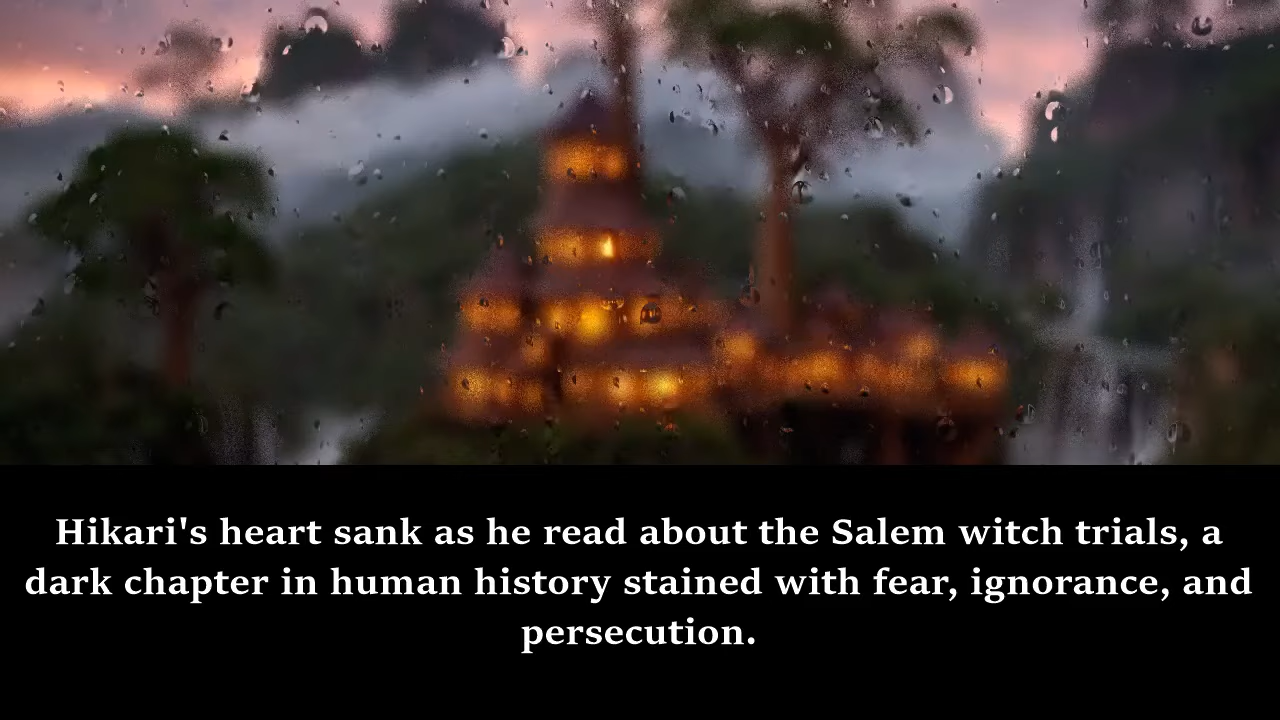 Hikari's heart sank as he read about the Salem witch trials, a
dark chapter in human history stained with fear, ignorance, and
persecution.